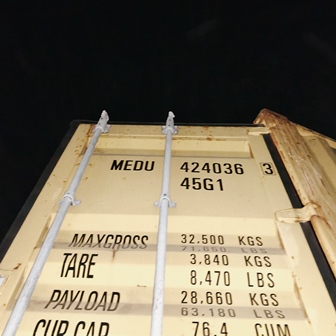 MEDU 424036 3
45G1
MAXGROSS 32.500 KGS
71.650 LBS
TARE 3,840 KGS
8,470 LBS
PAYLOAD 28.660 KGS
63.180 LBS
CUB CAP 76.4 CUM